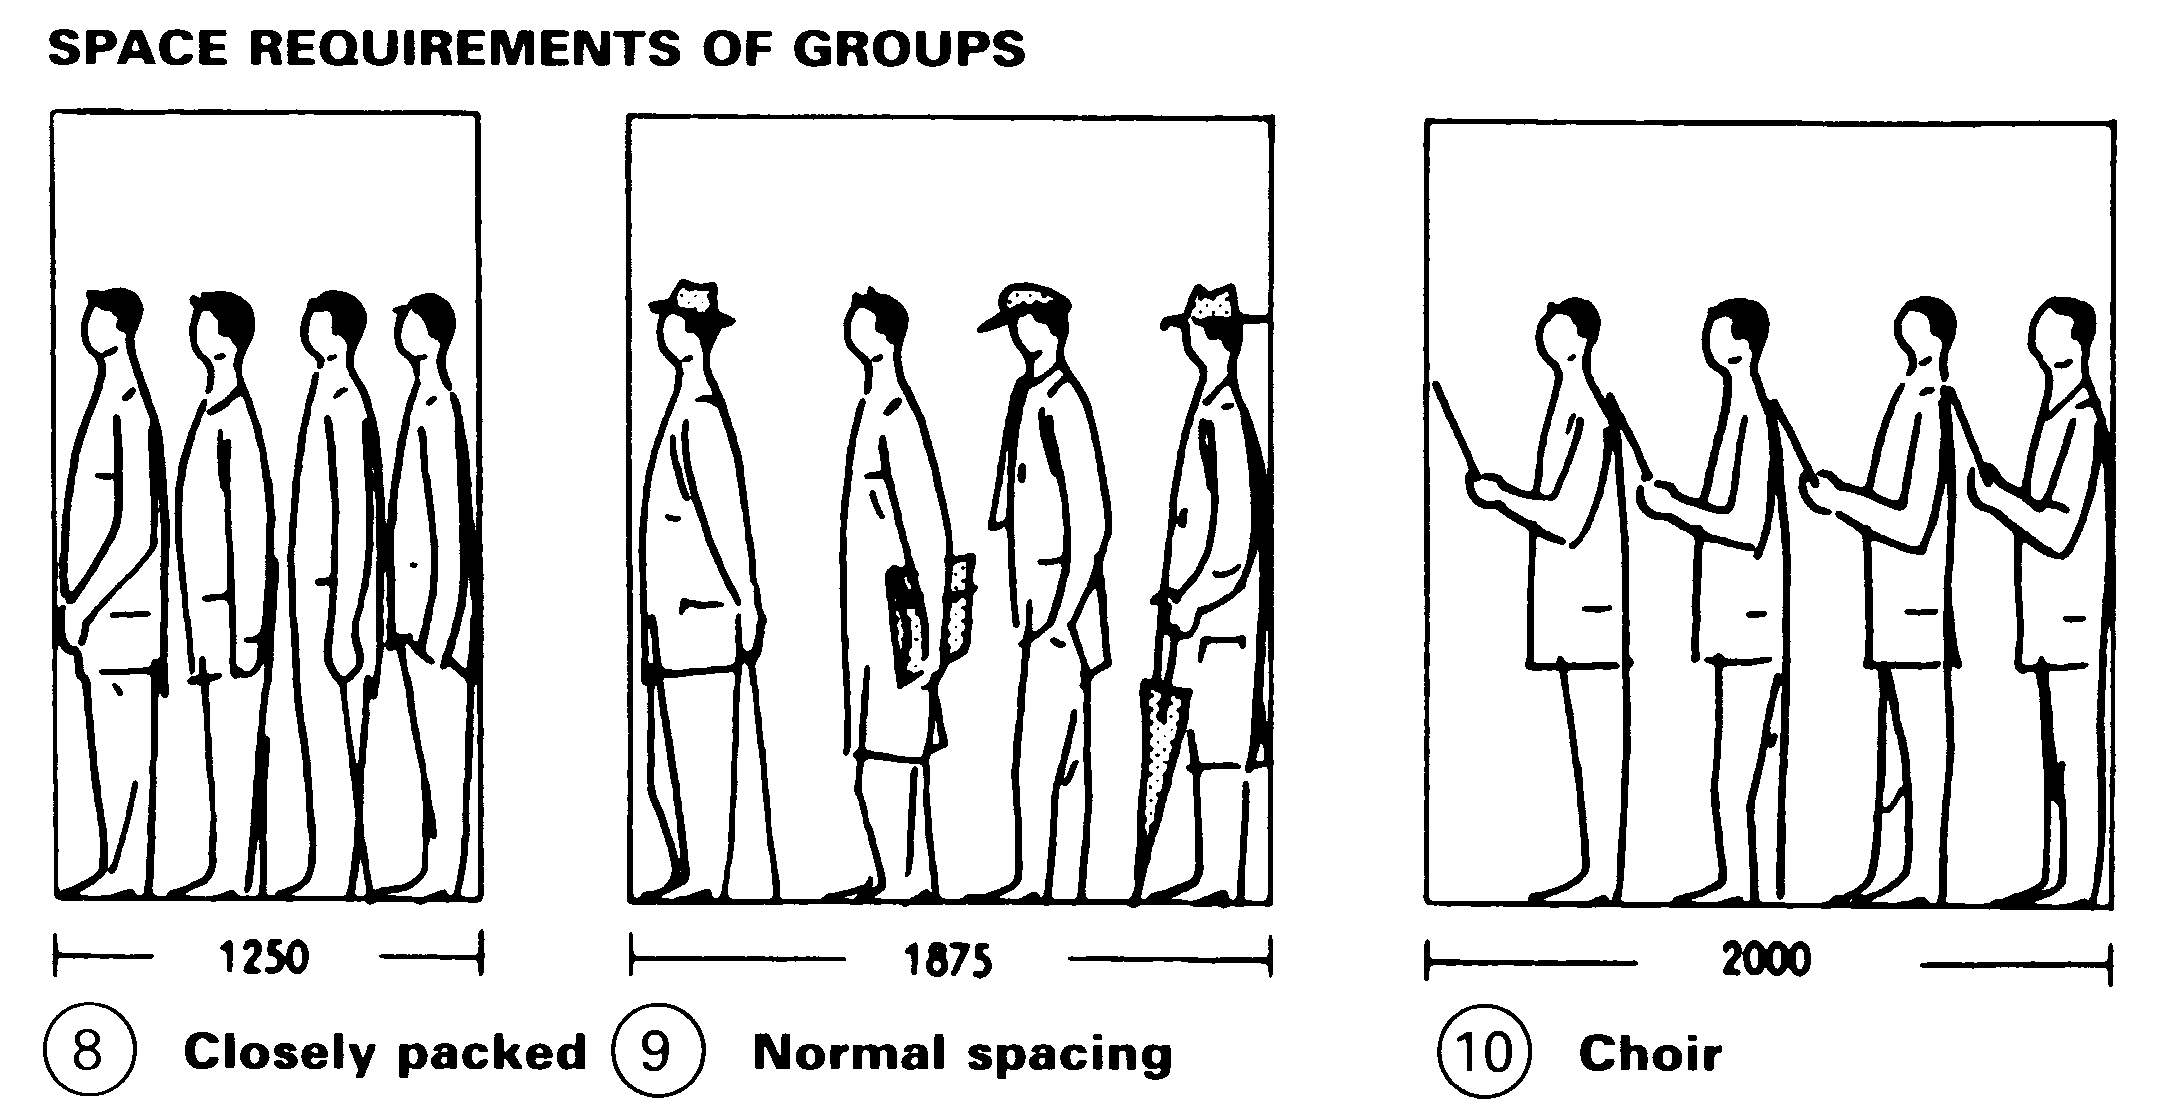 SPACE REQUIREMENTS OF GROUPS
1250 1875 2000
8 Closely packed 9 Normal spacing 10 Choir